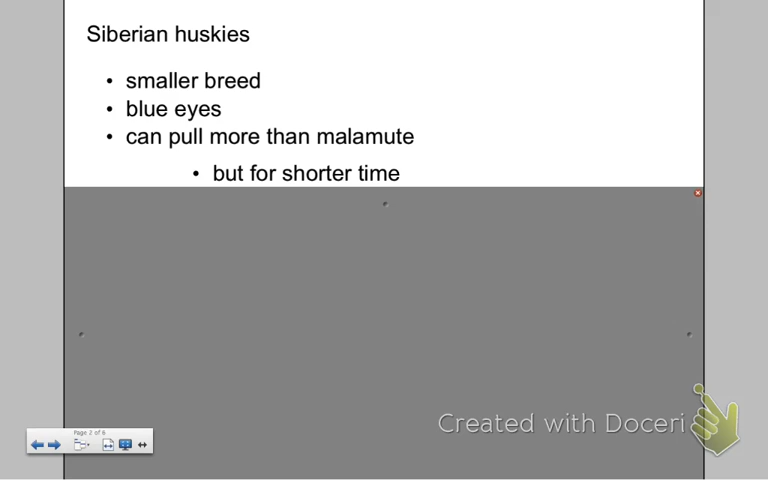 Siberian huskies
• smaller breed
• blue eyes
• can pull more than malamute
• but for shorter time
Created with Doceri
Page 2 of 6